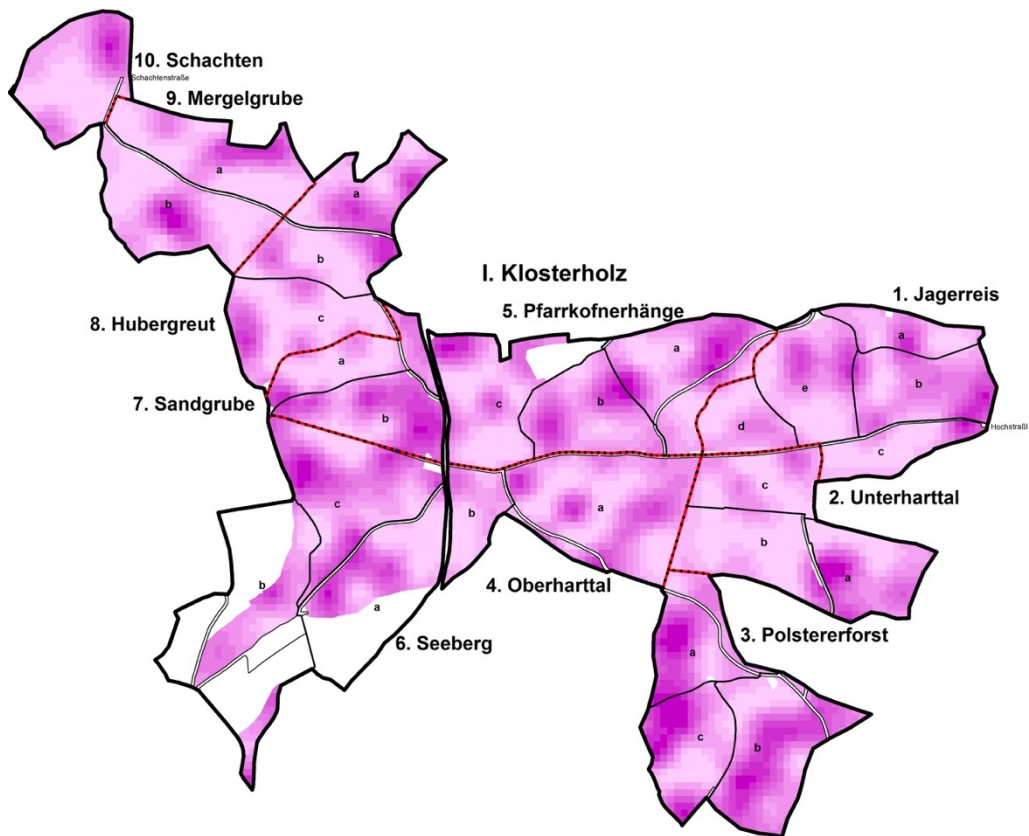 10. Schachten
Schachtenstraße
9. Mergelgrube
a
b
a
b
I. Klosterholz
5. Pfarrkofnerhänge
1. Jagerreis
8. Hubergreut
c
a
a
a
e
b
7. Sandgrube
b
c
b
d
Hochstraßl
c
c
c
2. Unterharttal
b
a
b
4. Oberharttal
b
a
a
6. Seeberg
3. Polstererforst
a
c
b